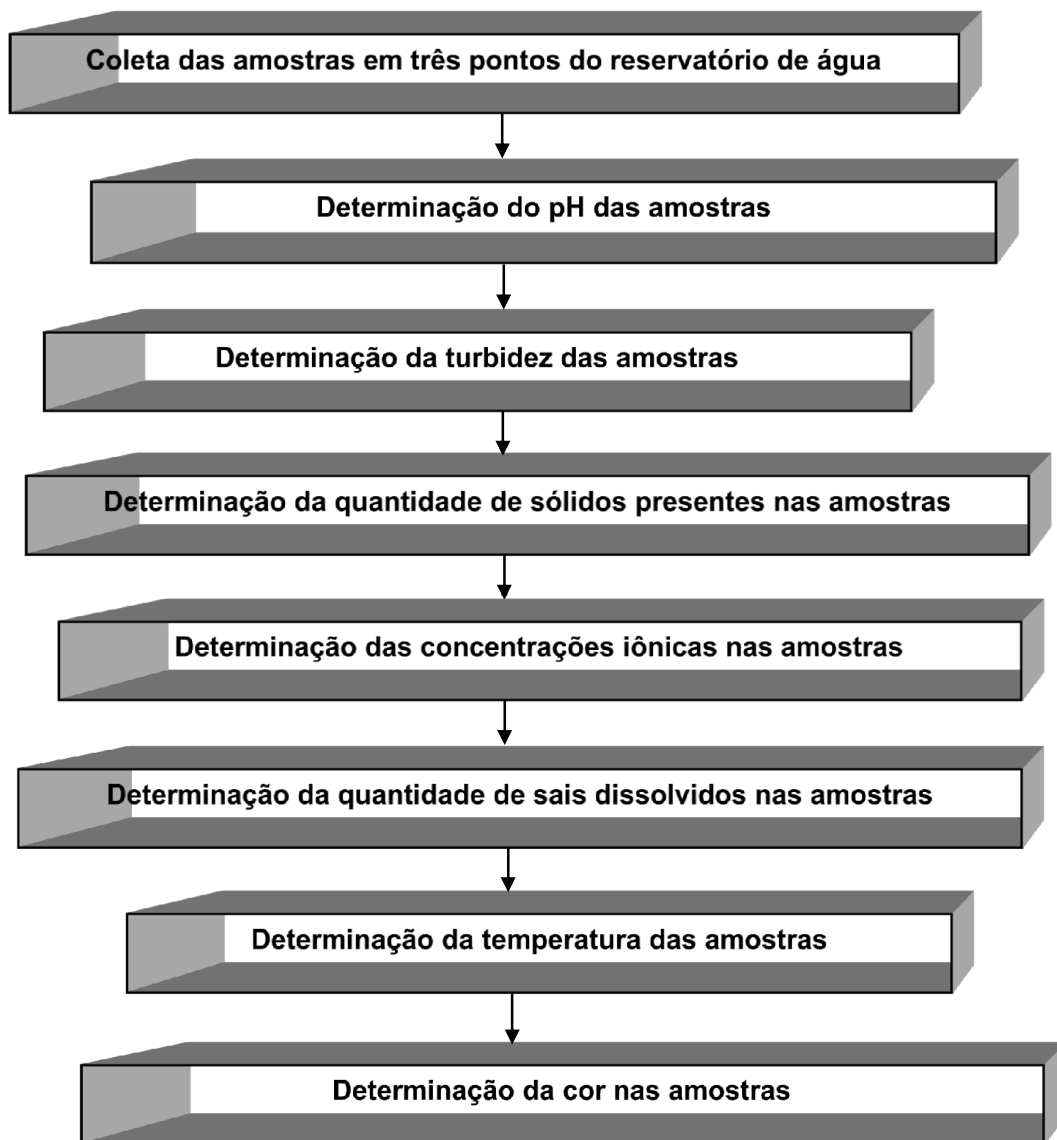 Coleta das amostras em três pontos do reservatório de água
Determinação do pH das amostras
Determinação da turbidez das amostras
Determinação da quantidade de sólidos presentes nas amostras
Determinação das concentrações iônicas nas amostras
Determinação da quantidade de sais dissolvidos nas amostras
Determinação da temperatura das amostras
Determinação da cor nas amostras